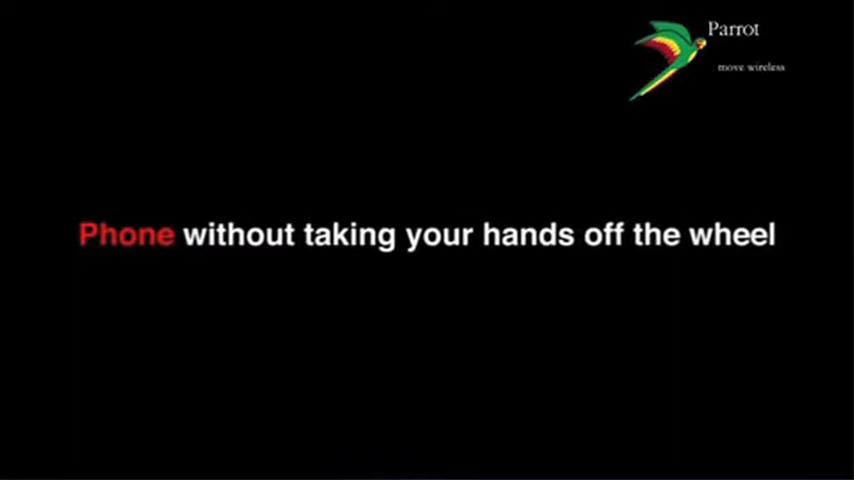 Parrot
move wireless
Phone without taking your hands off the wheel